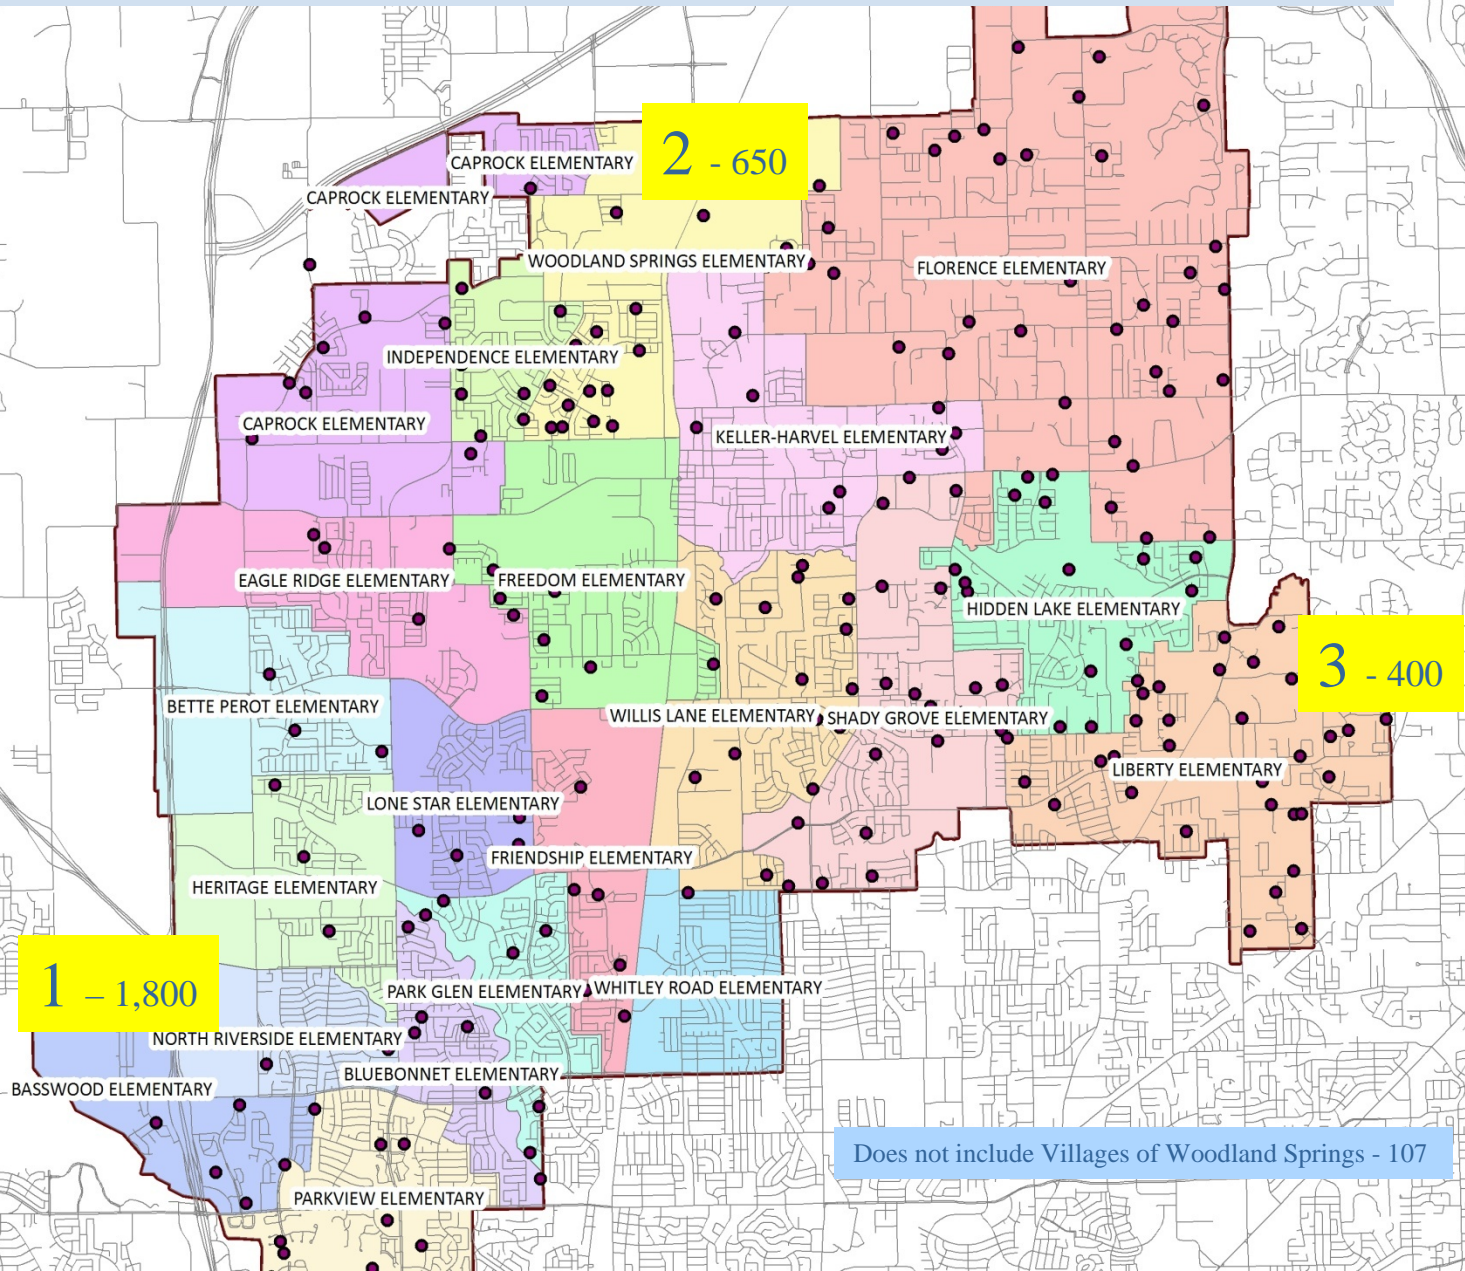 2 - 650
CAPROCK ELEMENTARY
CAPROCK ELEMENTARY
WOODLAND SPRINGS ELEMENTARY
FLORENCE ELEMENTARY
INDEPENDENCE ELEMENTARY
CAPROCK ELEMENTARY
KELLER-HARVEL ELEMENTARY
EAGLE RIDGE ELEMENTARY
FREEDOM ELEMENTARY
HIDDEN LAKE ELEMENTARY
3 - 400
BETTE PEROT ELEMENTARY
WILLIS LANE ELEMENTARY
SHADY GROVE ELEMENTARY
LIBERTY ELEMENTARY
LONE STAR ELEMENTARY
FRIENDSHIP ELEMENTARY
HERITAGE ELEMENTARY
1 – 1,800
PARK GLEN ELEMENTARY
WHITLEY ROAD ELEMENTARY
NORTH RIVERSIDE ELEMENTARY
BLUEBONNET ELEMENTARY
BASSWOOD ELEMENTARY
Does not include Villages of Woodland Springs - 107
PARKVIEW ELEMENTARY